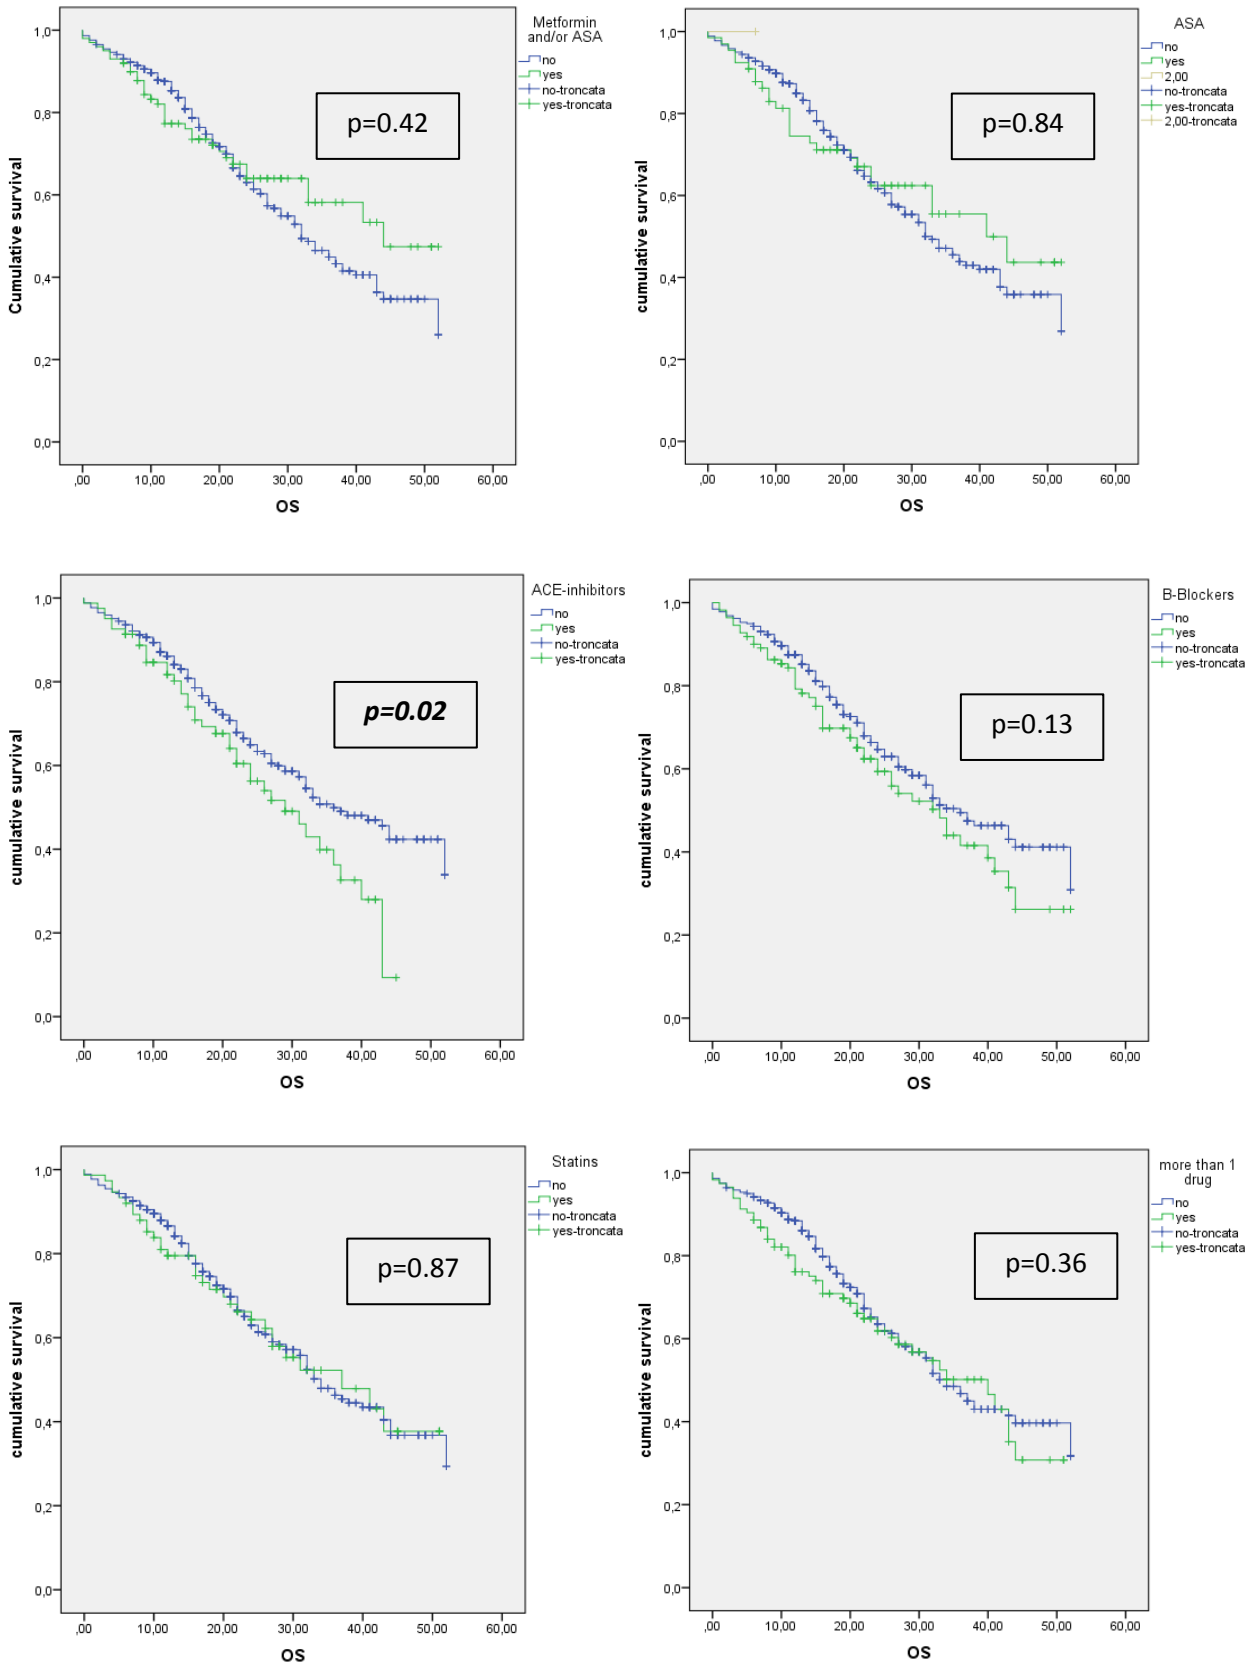 Metformin
and/or ASA
no
yes
no-troncata
yes-troncata
p=0.42
Cumulative survival
1,0
0,8
0,6
0,4
0,2
0,0
,00 10,00 20,00 30,00 40,00 50,00 60,00
OS
ASA
no
yes
2,00
no-troncata
yes-troncata
2,00-troncata
p=0.84
cumulative survival
1,0
0,8
0,6
0,4
0,2
0,0
,00 10,00 20,00 30,00 40,00 50,00 60,00
OS
ACE-inhibitors
no
yes
no-troncata
yes-troncata
p=0.02
cumulative survival
1,0
0,8
0,6
0,4
0,2
0,0
,00 10,00 20,00 30,00 40,00 50,00 60,00
OS
B-Blockers
no
yes
no-troncata
yes-troncata
p=0.13
cumulative survival
1,0
0,8
0,6
0,4
0,2
0,0
,00 10,00 20,00 30,00 40,00 50,00 60,00
OS
Statins
no
yes
no-troncata
yes-troncata
p=0.87
cumulative survival
1,0
0,8
0,6
0,4
0,2
0,0
,00 10,00 20,00 30,00 40,00 50,00 60,00
OS
more than 1
drug
no
yes
no-troncata
yes-troncata
p=0.36
cumulative survival
1,0
0,8
0,6
0,4
0,2
0,0
,00 10,00 20,00 30,00 40,00 50,00 60,00
OS